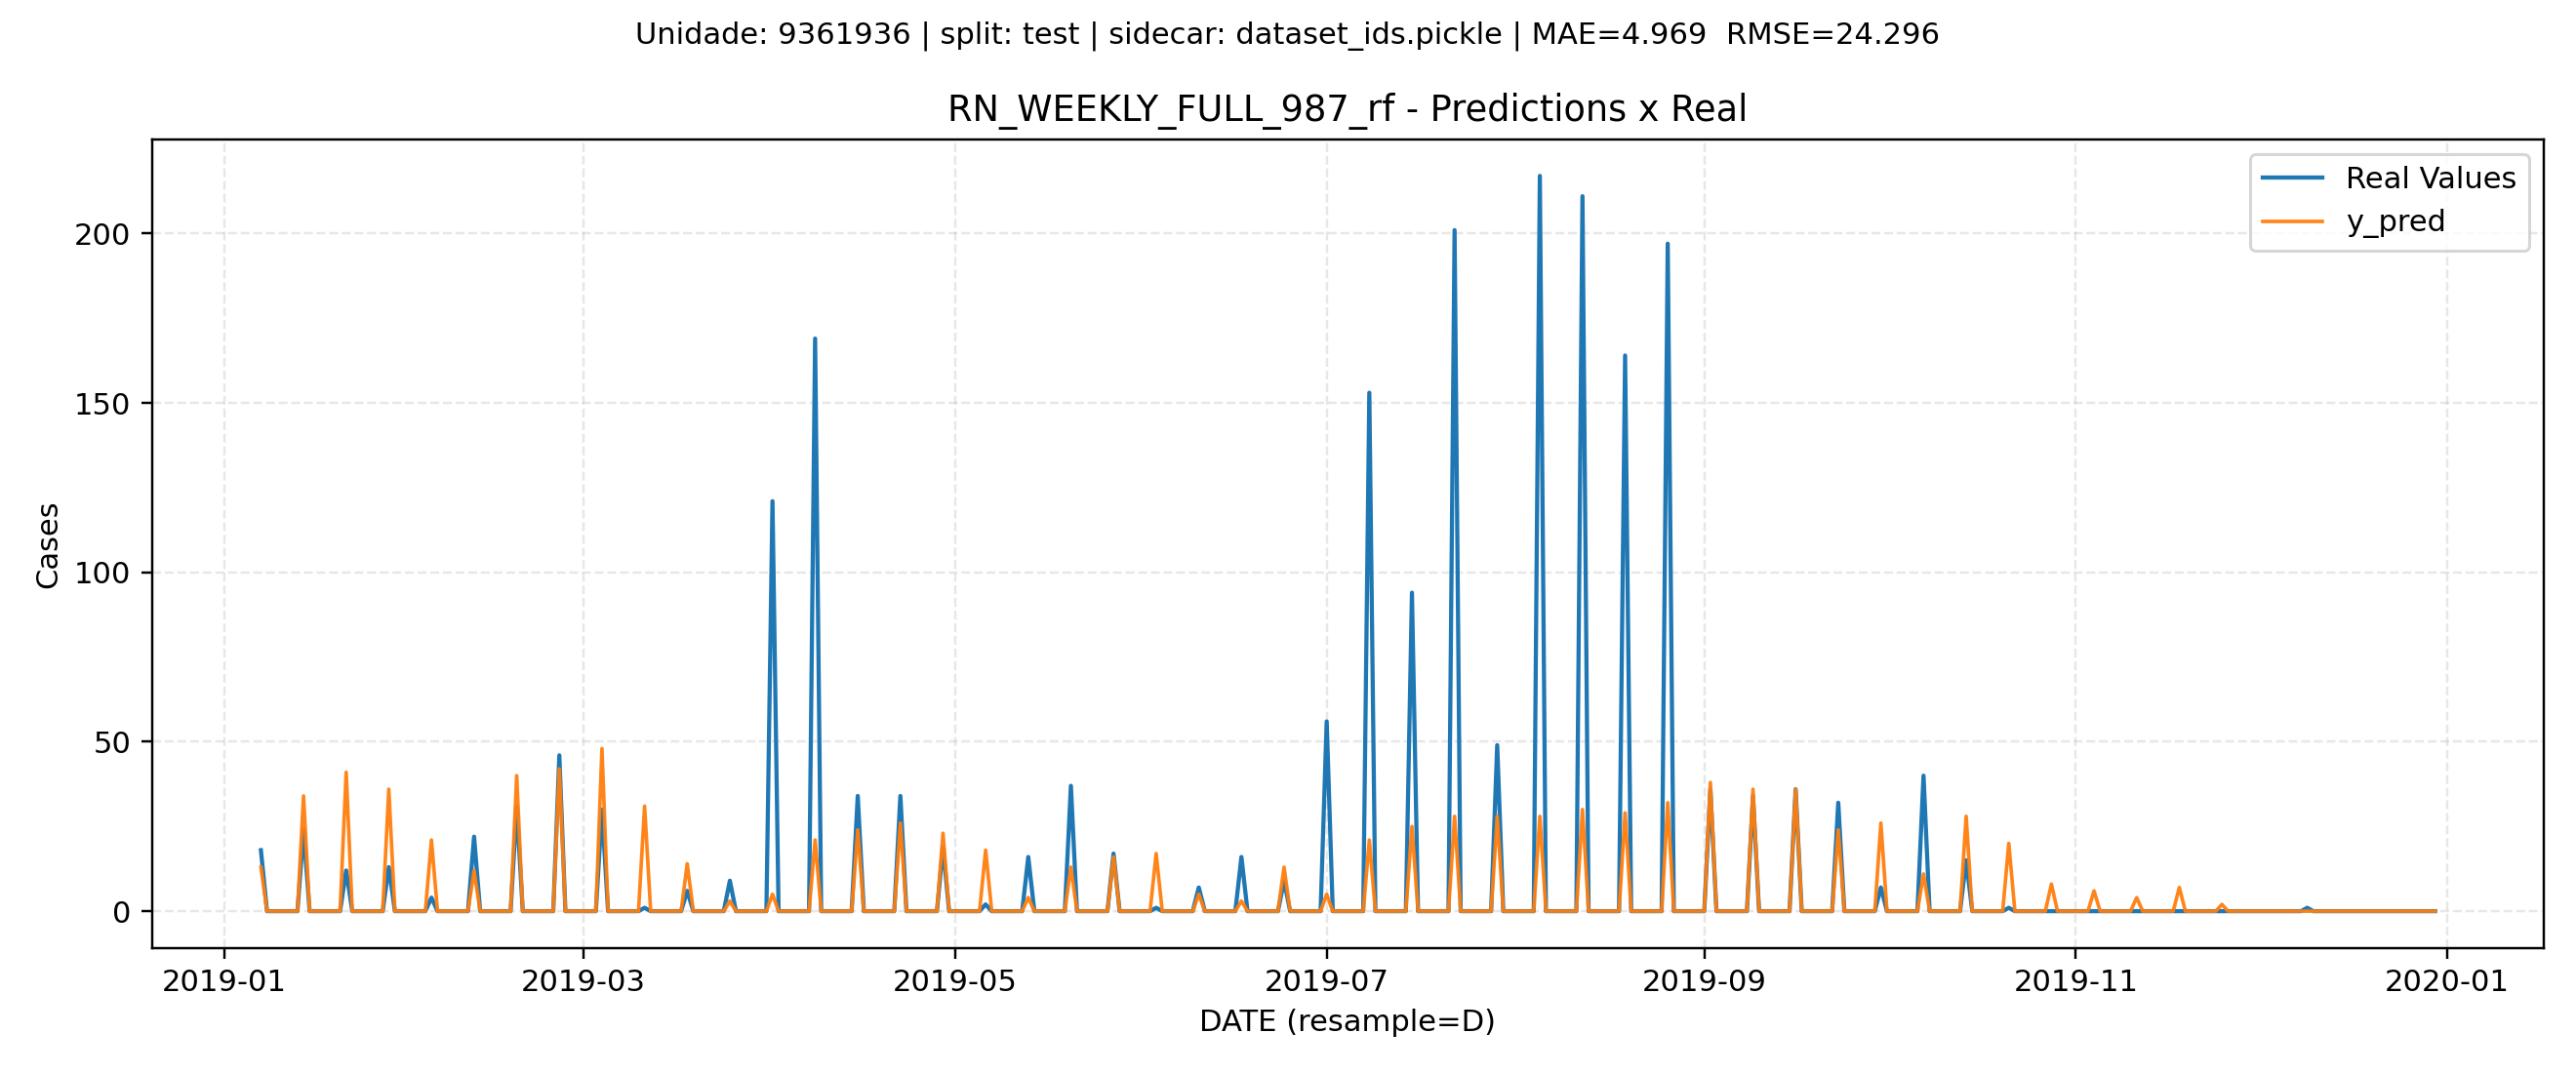 Unidade: 9361936 | split: test | sidecar: dataset_ids.pickle | MAE=4.969  RMSE=24.296
RN_WEEKLY_FULL_987_rf - Predictions x Real
Real Values
y_pred
Cases
200
150
100
50
0
2019-01
2019-03
2019-05
2019-07
2019-09
2019-11
2020-01
DATE (resample=D)